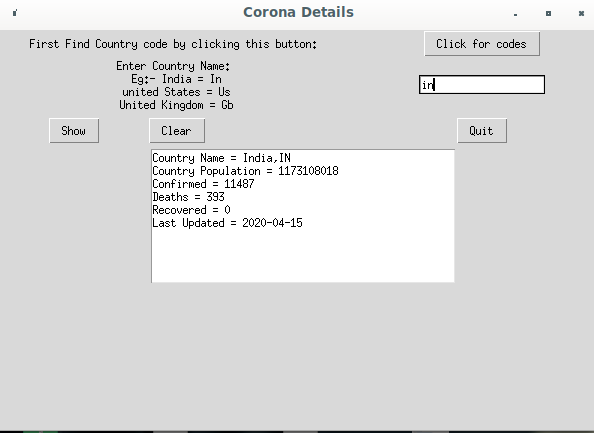 Corona Details
First Find Country code by clicking this button:
Click for codes
Enter Country Name:
Eg:- India = In
united States = Us
United Kingdom = Gb
in
Show
Clear
Quit
Country Name = India,IN
Country Population = 1173108018
Confirmed = 11487
Deaths = 393
Recovered = 0
Last Updated = 2020-04-15